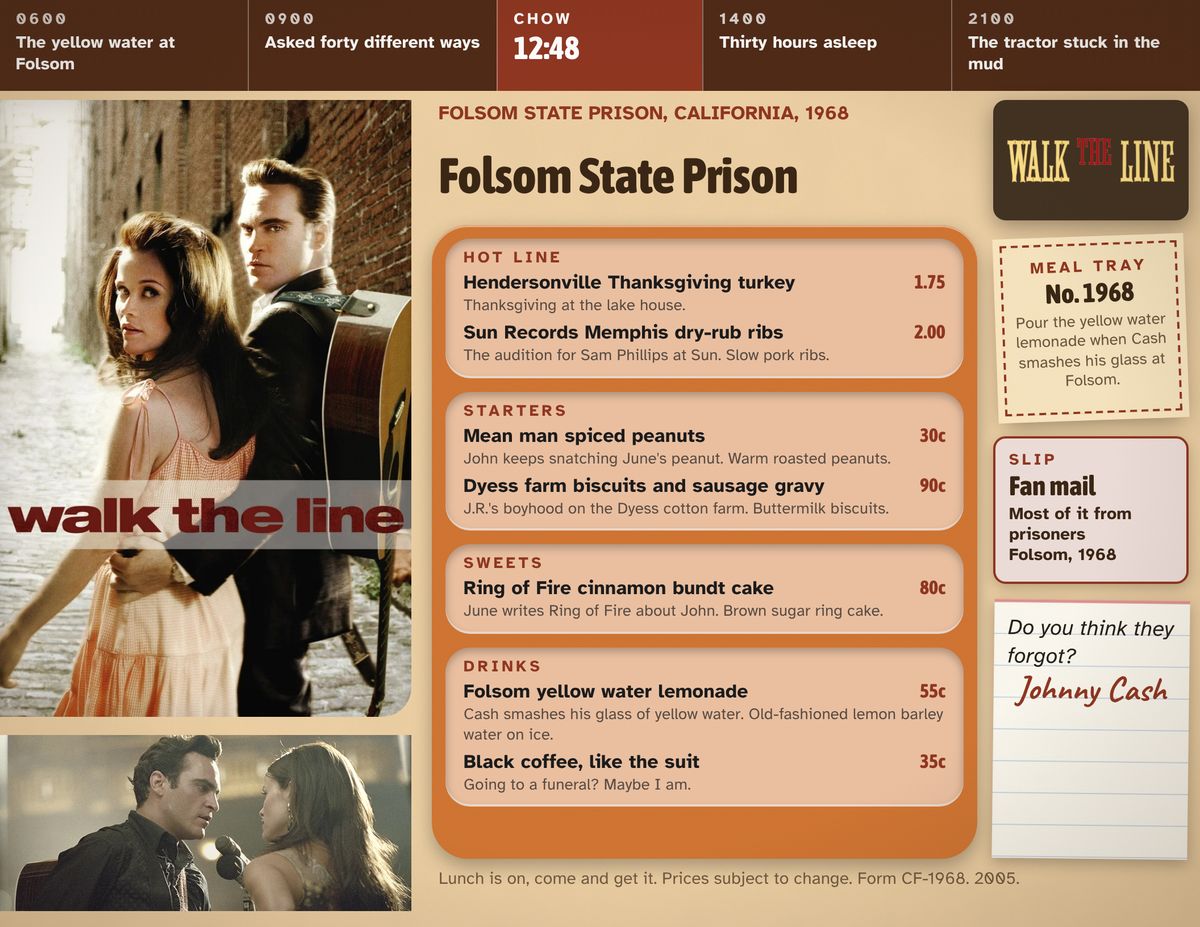 0600
The yellow water at
Folsom
0900
Asked forty different ways
CHOW
12:48
1400
Thirty hours asleep
2100
The tractor stuck in the
mud
walk the line
FOLSOM STATE PRISON, CALIFORNIA, 1968
Folsom State Prison
HOT LINE
Hendersonville Thanksgiving turkey 1.75
Thanksgiving at the lake house.
Sun Records Memphis dry-rub ribs 2.00
The audition for Sam Phillips at Sun. Slow pork ribs.
STARTERS
Mean man spiced peanuts 30c
John keeps snatching June's peanut. Warm roasted peanuts.
Dyess farm biscuits and sausage gravy 90c
J.R.'s boyhood on the Dyess cotton farm. Buttermilk biscuits.
SWEETS
Ring of Fire cinnamon bundt cake 80c
June writes Ring of Fire about John. Brown sugar ring cake.
DRINKS
Folsom yellow water lemonade 55c
Cash smashes his glass of yellow water. Old-fashioned lemon barley
water on ice.
Black coffee, like the suit 35c
Going to a funeral? Maybe I am.
Lunch is on, come and get it. Prices subject to change. Form CF-1968. 2005.
WALK THE LINE
MEAL TRAY
No. 1968
Pour the yellow water
lemonade when Cash
smashes his glass at
Folsom.
SLIP
Fan mail
Most of it from
prisoners
Folsom, 1968
Do you think they
forgot?
Johnny Cash